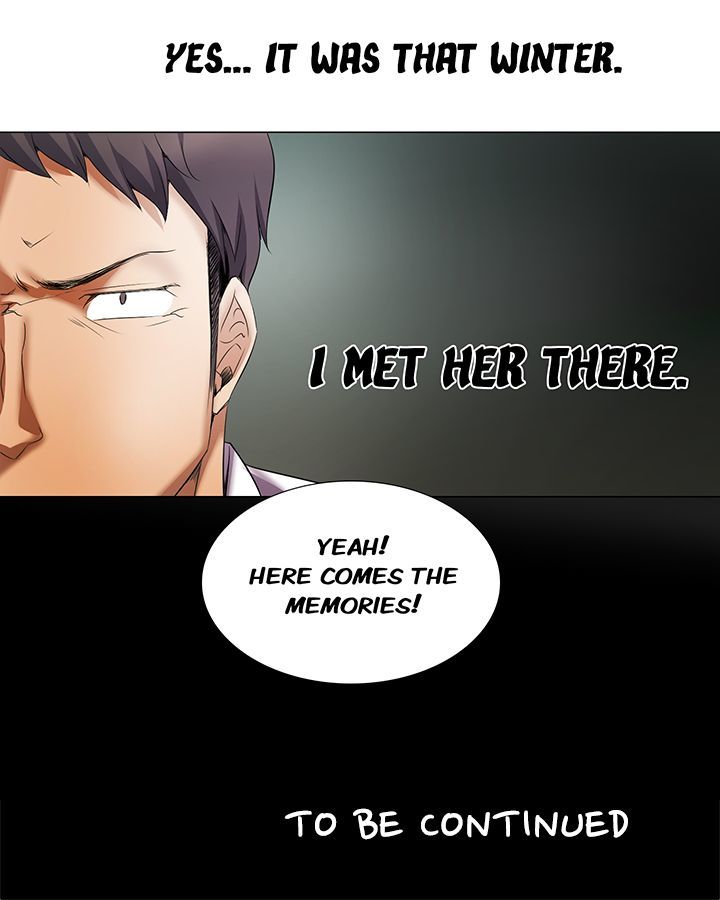 YES... IT WAS THAT WINTER.
I MET HER THERE.
YEAH!
HERE COMES THE
MEMORIES!
TO BE CONTINUED